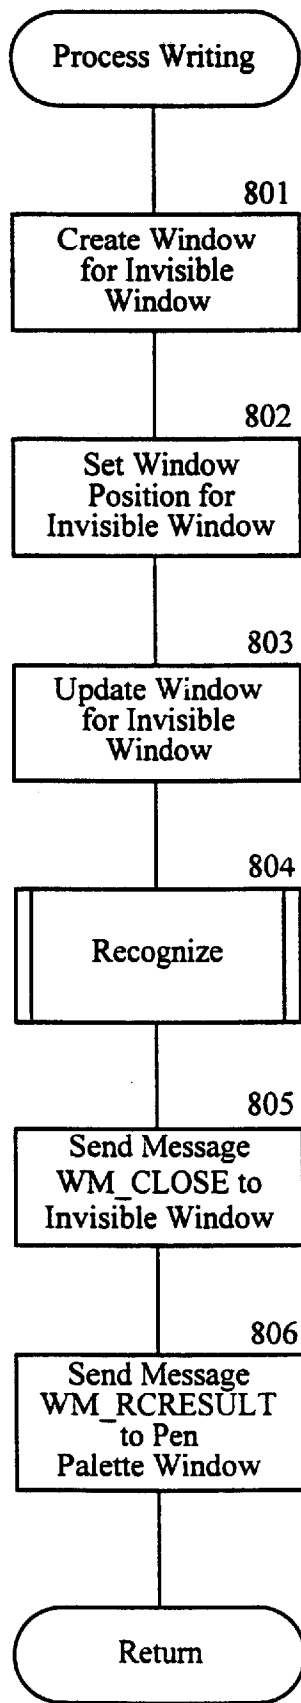 Process Writing
801
Create Window
for Invisible
Window
802
Set Window
Position for
Invisible Window
803
Update Window
for Invisible
Window
804
Recognize
805
Send Message
WM_CLOSE to
Invisible Window
806
Send Message
WM_RCRESULT
to Pen
Palette Window
Return